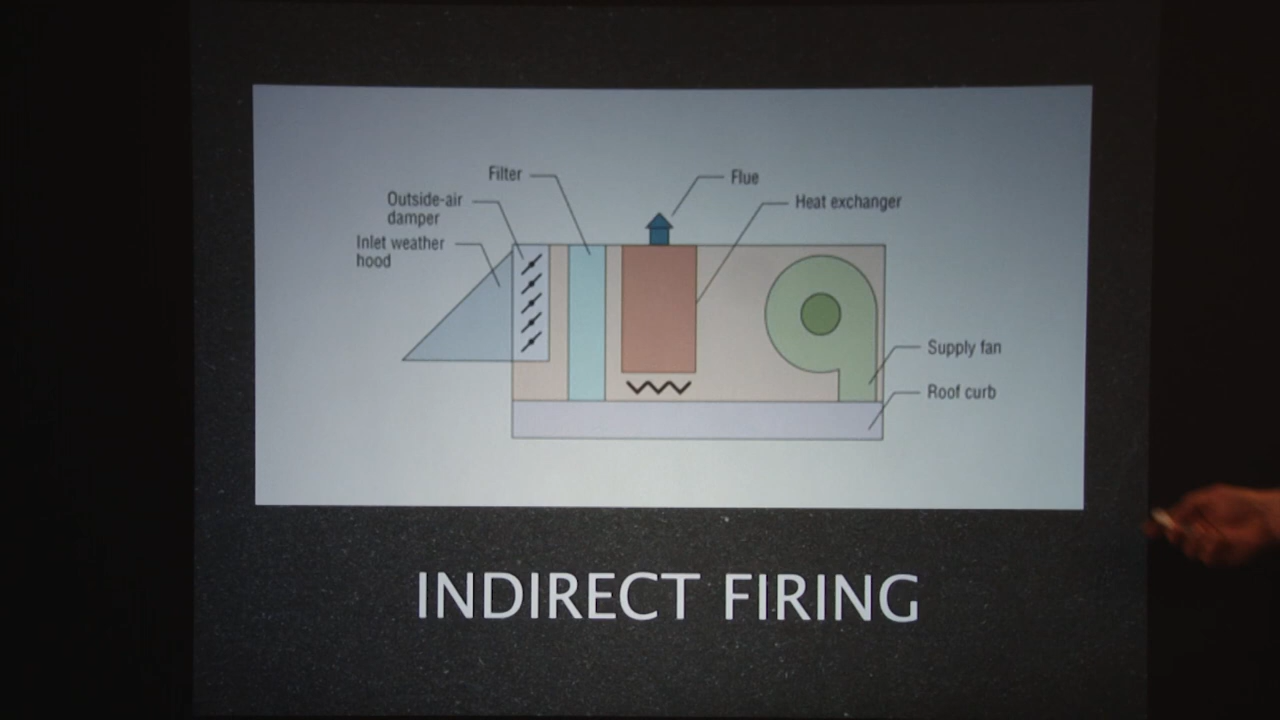 Filter
Flue
Outside-air
damper
Heat exchanger
Inlet weather
hood
Supply fan
Roof curb
INDIRECT FIRING